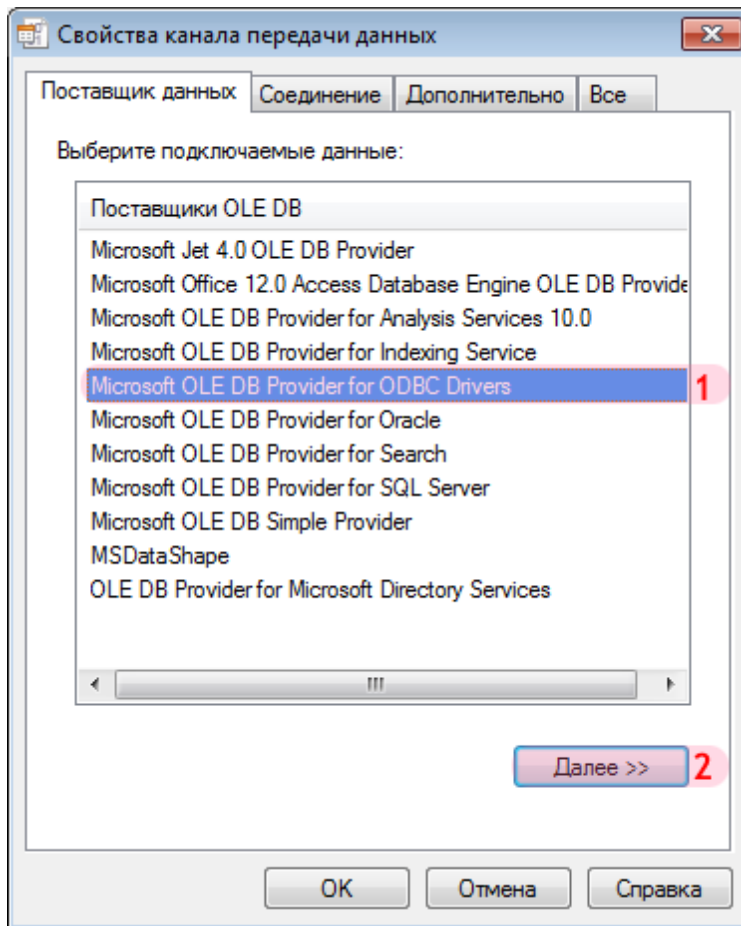 Свойства канала передачи данных
Поставщик данных Соединение Дополнительно Все
Выберите подключаемые данные:
Поставщики OLE DB
Microsoft Jet 4.0 OLE DB Provider
Microsoft Office 12.0 Access Database Engine OLE DB Provide
Microsoft OLE DB Provider for Analysis Services 10.0
Microsoft OLE DB Provider for Indexing Service
Microsoft OLE DB Provider for ODBC Drivers 1
Microsoft OLE DB Provider for Oracle
Microsoft OLE DB Provider for Search
Microsoft OLE DB Provider for SQL Server
Microsoft OLE DB Simple Provider
MSDataShape
OLE DB Provider for Microsoft Directory Services
Далее >> 2
OK Отмена Справка